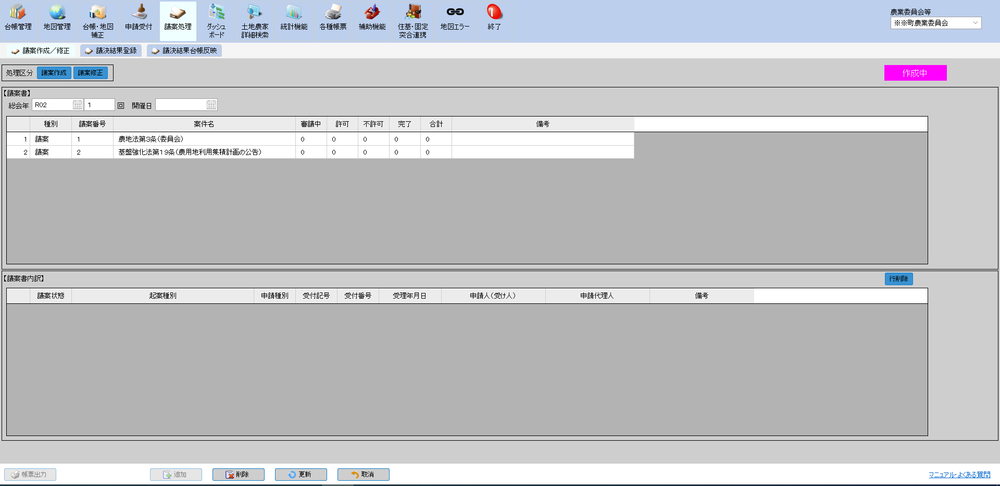 台帳管理
地図管理
台帳・地図
補正
申請受付
議案処理
ダッシュ
ボード
土地農家
詳細検索
統計機能
各種帳票
補助機能
住基・固定
突合連携
地図エラー
終了
農業委員会等
※※町農業委員会
議案作成／修正
議決結果登録
議決結果台帳反映
処理区分 議案作成 議案修正
作成中
【議案書】
総会年 R02 1 回 開催日
種別 議案番号 案件名 審議中 許可 不許可 完了 合計 備考
1 議案 1 農地法第3条(委員会) 0 0 0 0 0
2 議案 2 基盤強化法第19条(農用地利用集積計画の公告) 0 0 0 0 0
【議案書内訳】
行削除
議案状態 起案種別 申請種別 受付記号 受付番号 受理年月日 申請人(受け人) 申請代理人 備考
帳票出力 追加 削除 更新 取消
マニュアル・よくある質問